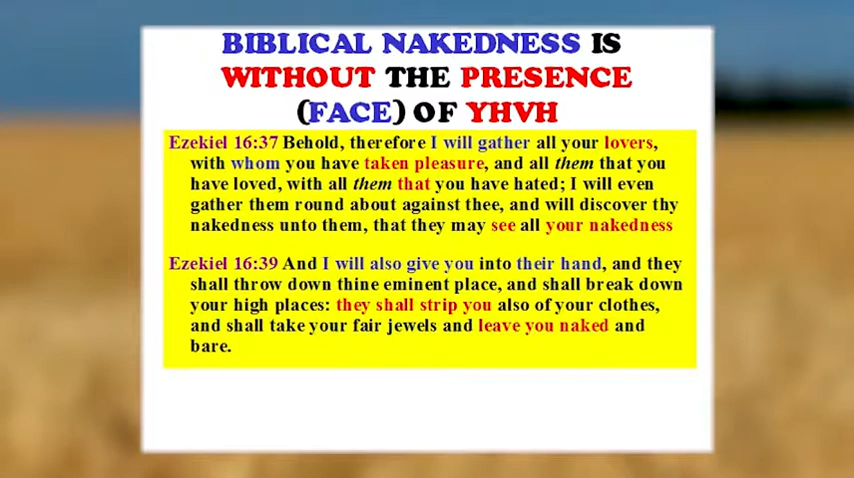 BIBLICAL NAKEDNESS IS
WITHOUT THE PRESENCE
(FACE) OF YHVH
Ezekiel 16:37 Behold, therefore I will gather all your lovers,
with whom you have taken pleasure, and all them that you
have loved, with all them that you have hated; I will even
gather them round about against thee, and will discover thy
nakedness unto them, that they may see all your nakedness
Ezekiel 16:39 And I will also give you into their hand, and they
shall throw down thine eminent place, and shall break down
your high places: they shall strip you also of your clothes,
and shall take your fair jewels and leave you naked and
bare.